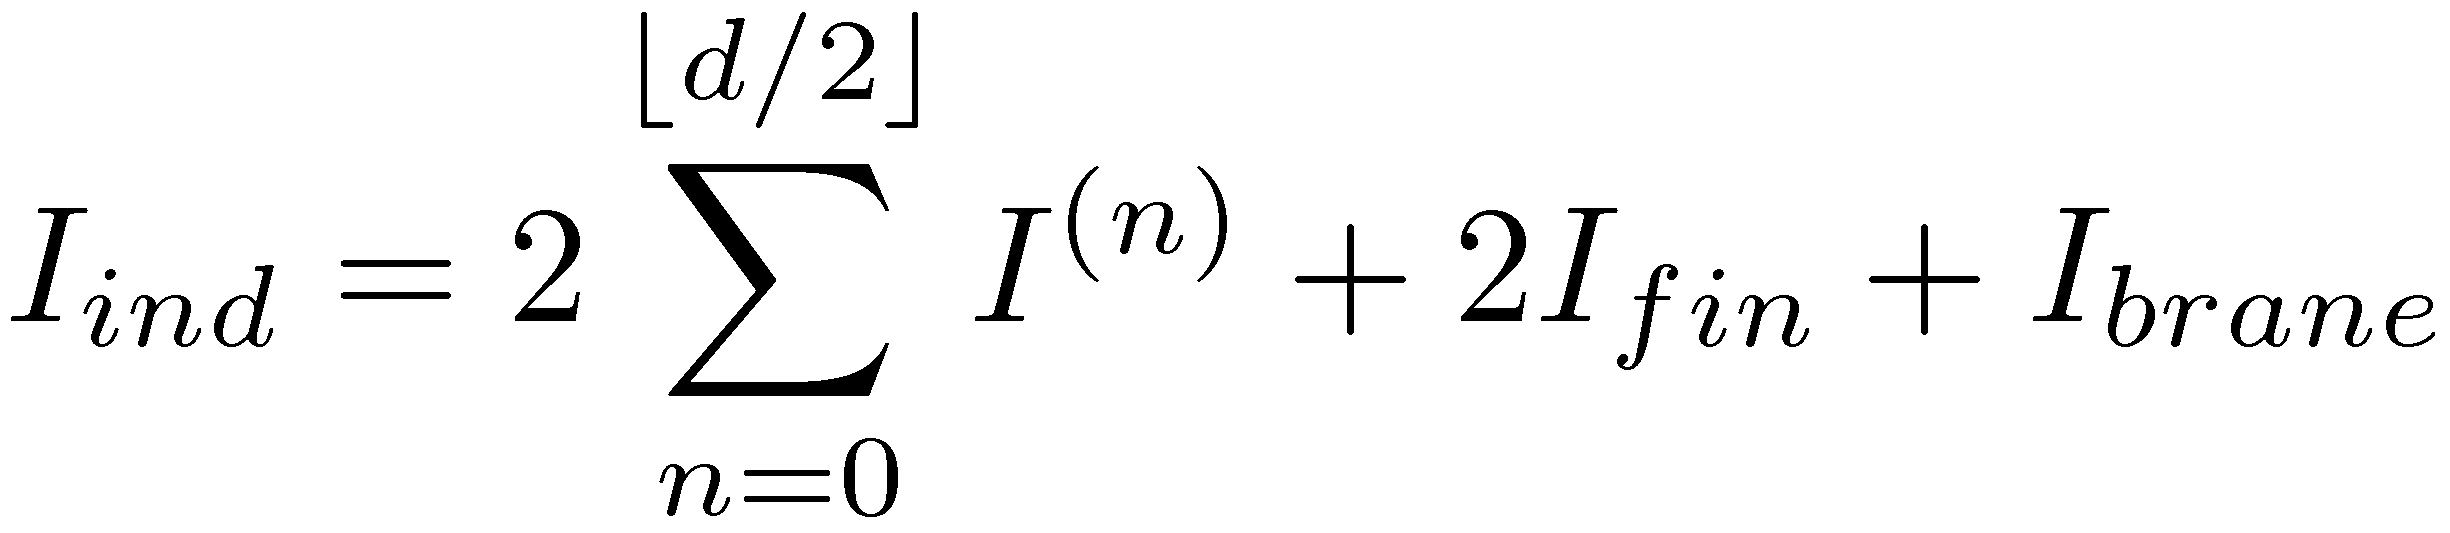 I_{ind} = 2 \sum_{n=0}^{\lfloor d/2 \rfloor} I^{(n)} + 2I_{fin} + I_{brane}